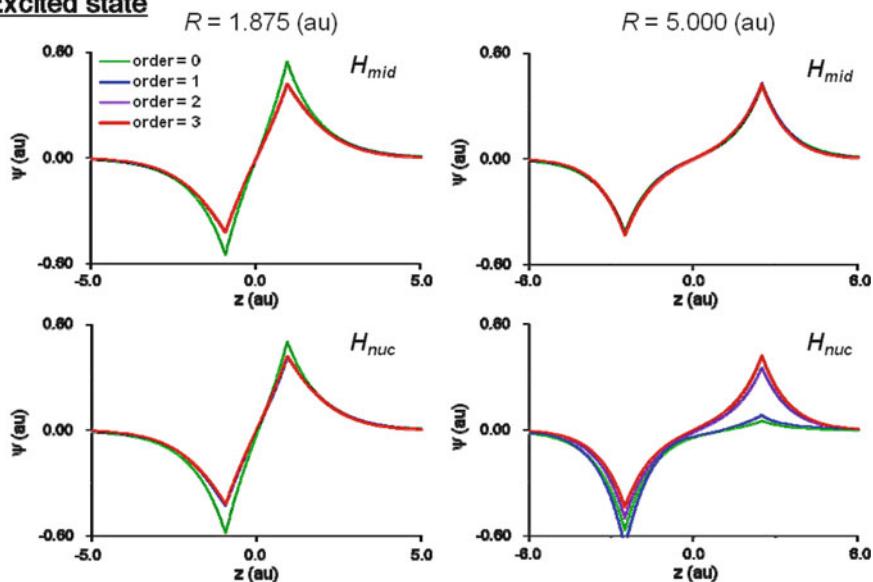 Excited state
R = 1.875 (au)
R = 5.000 (au)
0.60
order = 0
order = 1
order = 2
order = 3
H_mid
ψ (au)
0.00
-0.60
-5.0
0.0
5.0
z (au)
0.60
H_mid
ψ (au)
0.00
-0.60
-6.0
0.0
6.0
z (au)
0.60
H_nuc
ψ (au)
0.00
-0.60
-5.0
0.0
5.0
z (au)
0.60
H_nuc
ψ (au)
0.00
-0.60
-6.0
0.0
6.0
z (au)